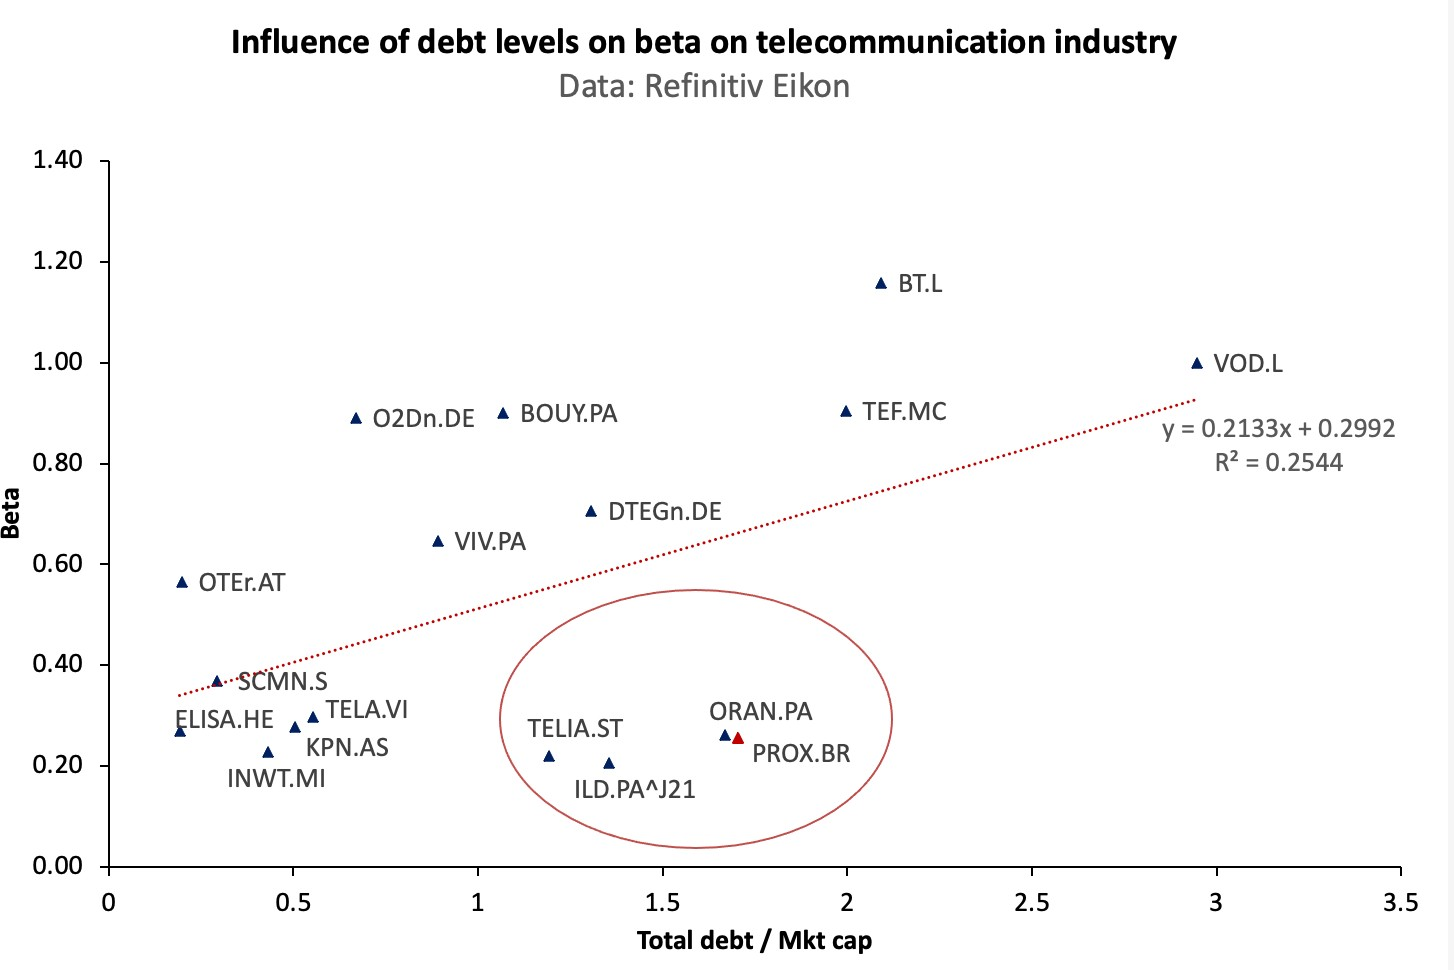 Influence of debt levels on beta on telecommunication industry
Data: Refinitiv Eikon
1.40
1.20
1.00
0.80
0.60
0.40
0.20
0.00
Beta
BT.L
VOD.L
O2Dn.DE
BOUY.PA
TEF.MC
y = 0.2133x + 0.2992
R² = 0.2544
DTEGn.DE
VIV.PA
OTEr.AT
SCMN.S
ELISA.HE
TELA.VI
KPN.AS
INWT.MI
ORAN.PA
TELIA.ST
PROX.BR
ILD.PA^J21
0 0.5 1 1.5 2 2.5 3 3.5
Total debt / Mkt cap